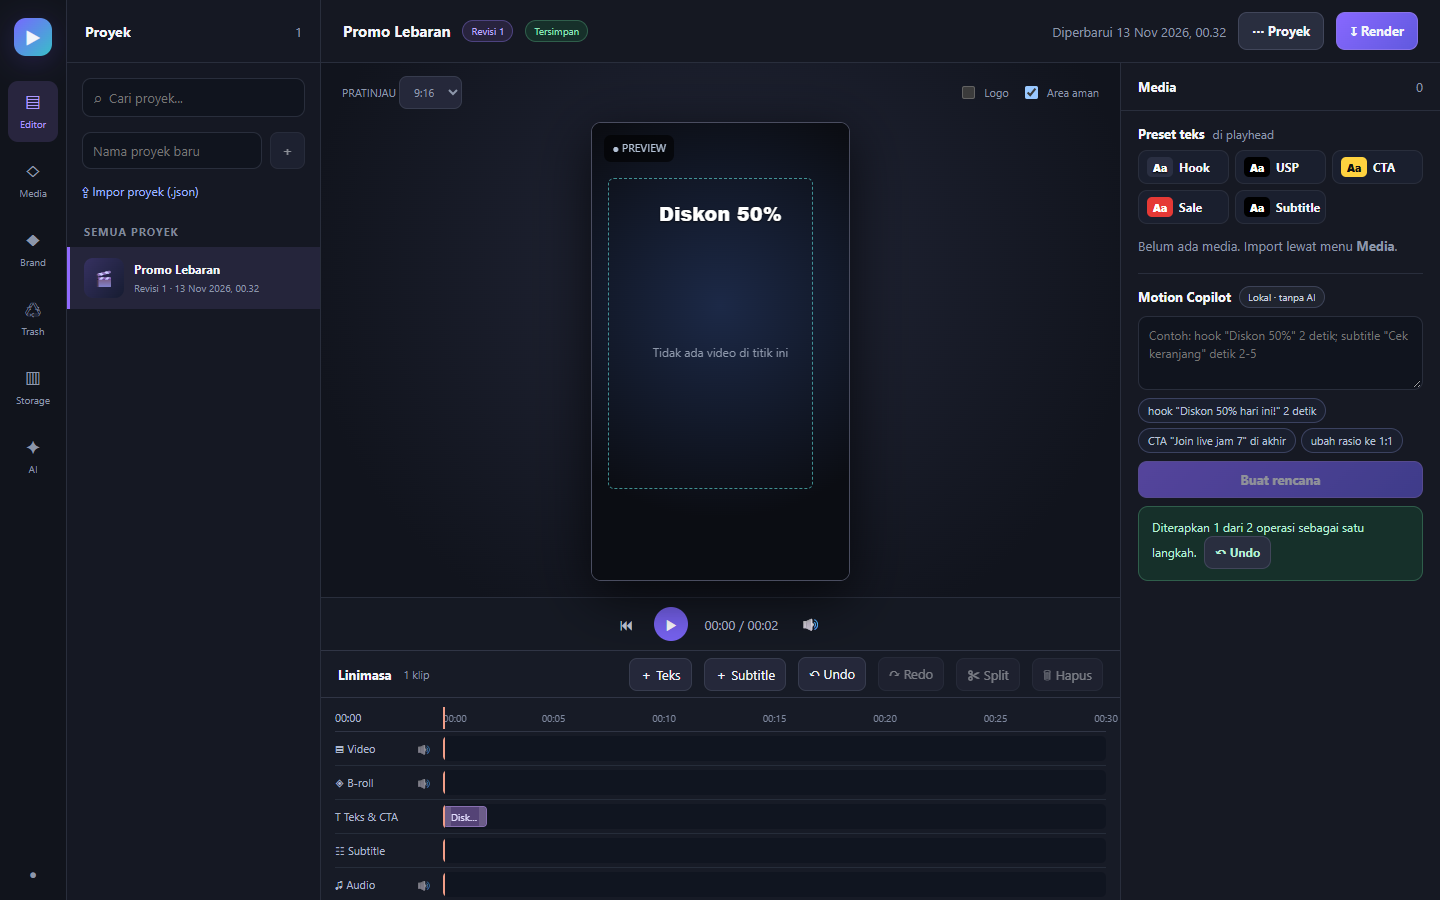 Editor
Media
Brand
Trash
Storage
AI
Proyek
1
Cari proyek...
Nama proyek baru
+
Impor proyek (.json)
SEMUA PROYEK
Promo Lebaran
Revisi 1 · 13 Nov 2026, 00.32
Promo Lebaran
Revisi 1
Tersimpan
Diperbarui 13 Nov 2026, 00.32
··· Proyek
↧ Render
PRATINJAU
9:16
Logo
Area aman
● PREVIEW
Diskon 50%
Tidak ada video di titik ini
00:00 / 00:02
Linimasa
1 klip
+ Teks
+ Subtitle
↶ Undo
↷ Redo
Split
Hapus
00:00
00:00
00:05
00:10
00:15
00:20
00:25
00:30
Video
B-roll
T Teks & CTA
Disk...
Subtitle
♫ Audio
Media
0
Preset teks
di playhead
Aa Hook
Aa USP
Aa CTA
Aa Sale
Aa Subtitle
Belum ada media. Import lewat menu Media.
Motion Copilot
Lokal · tanpa AI
Contoh: hook "Diskon 50%" 2 detik; subtitle "Cek
keranjang" detik 2-5
hook "Diskon 50% hari ini!" 2 detik
CTA "Join live jam 7" di akhir
ubah rasio ke 1:1
Buat rencana
Diterapkan 1 dari 2 operasi sebagai satu
langkah.
↶ Undo